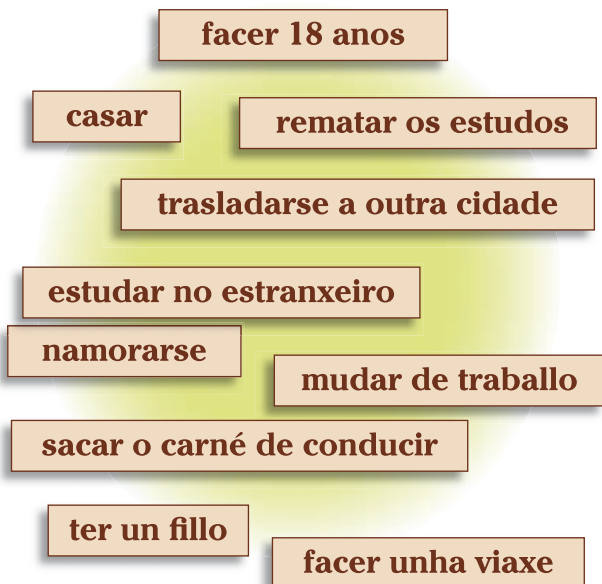 facer 18 anos
casar
rematar os estudos
trasladarse a outra cidade
estudar no estranxeiro
namorarse
mudar de traballo
sacar o carné de conducir
ter un fillo
facer unha viaxe